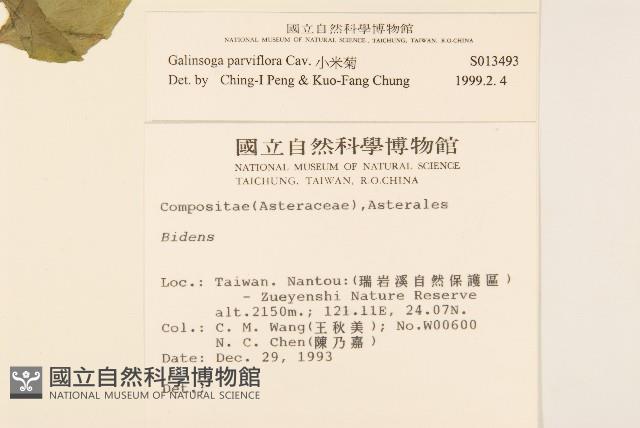 國立自然科學博物館
NATIONAL MUSEUM OF NATURAL SCIENCE, TAICHUNG, TAIWAN, R.O.CHINA
Galinsoga parviflora Cav. 小米菊 S013493
Det. by Ching-I Peng & Kuo-Fang Chung 1999.2. 4
國立自然科學博物館
NATIONAL MUSEUM OF NATURAL SCIENCE
TAICHUNG, TAIWAN, R.O.CHINA
Compositae(Asteraceae),Asterales
Bidens
Loc.: Taiwan. Nantou:(瑞岩溪自然保護區)
- Zueyenshi Nature Reserve
alt.2150m.; 121.11E, 24.07N.
Col.: C. M. Wang(王秋美); No.W00600
N. C. Chen(陳乃嘉)
Date: Dec. 29, 1993
Det.:
國立自然科學博物館
NATIONAL MUSEUM OF NATURAL SCIENCE